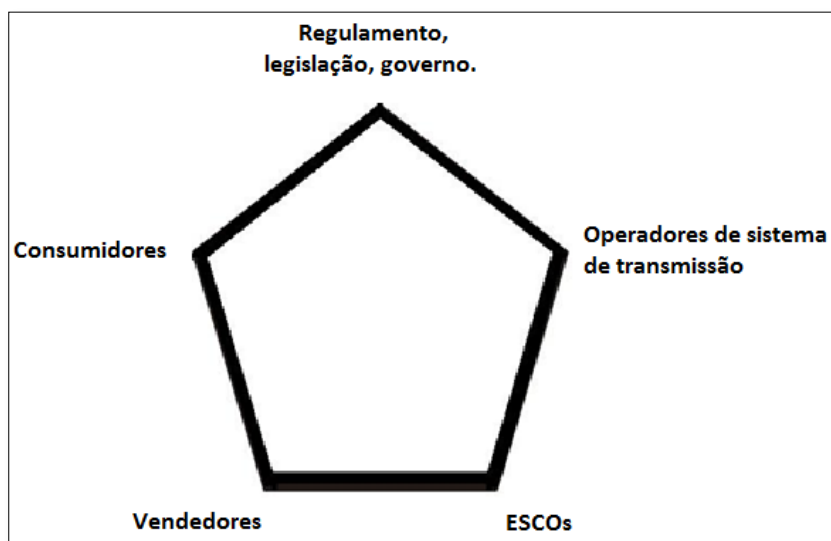 Regulamento,
legislação, governo.
Consumidores
Operadores de sistema
de transmissão
Vendedores
ESCOs